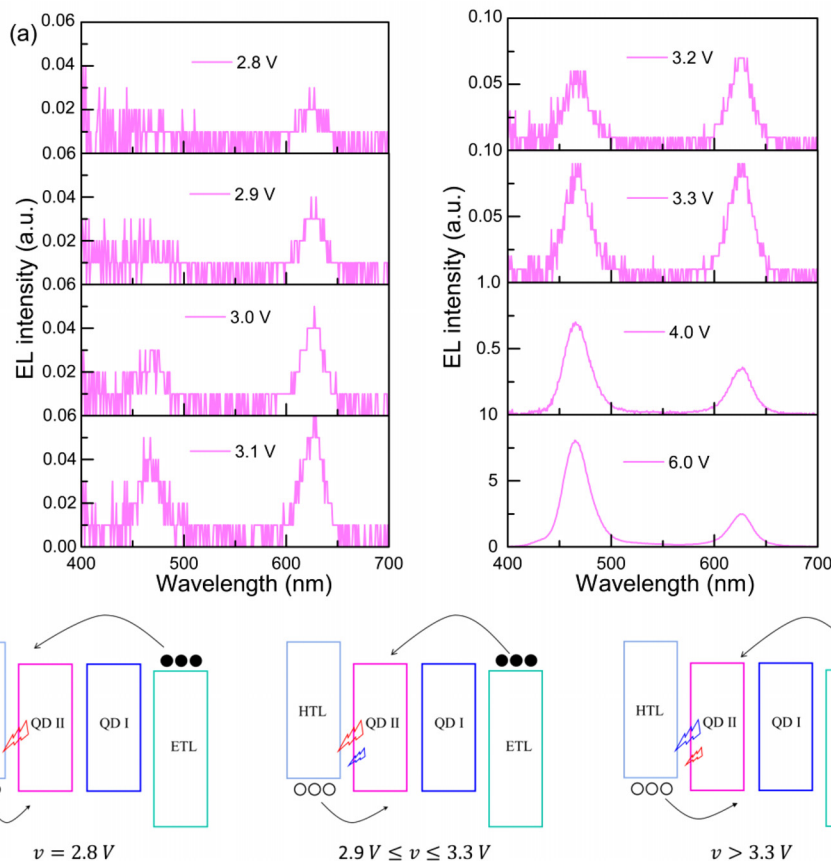 (a)
EL intensity (a.u.)
0.06
0.04
0.02
0.06
2.8 V
0.04
0.02
0.06
2.9 V
0.04
0.02
0.06
3.0 V
0.04
0.02
0.00
3.1 V
400 500 600 700
Wavelength (nm)
EL intensity (a.u.)
0.10
0.05
0.10
3.2 V
0.05
1.0
3.3 V
0.5
10
4.0 V
5
0
6.0 V
400 500 600 700
Wavelength (nm)
QD II QD I ETL
v = 2.8 V
HTL QD II QD I ETL
2.9 V ≤ v ≤ 3.3 V
HTL QD II QD I
v > 3.3 V